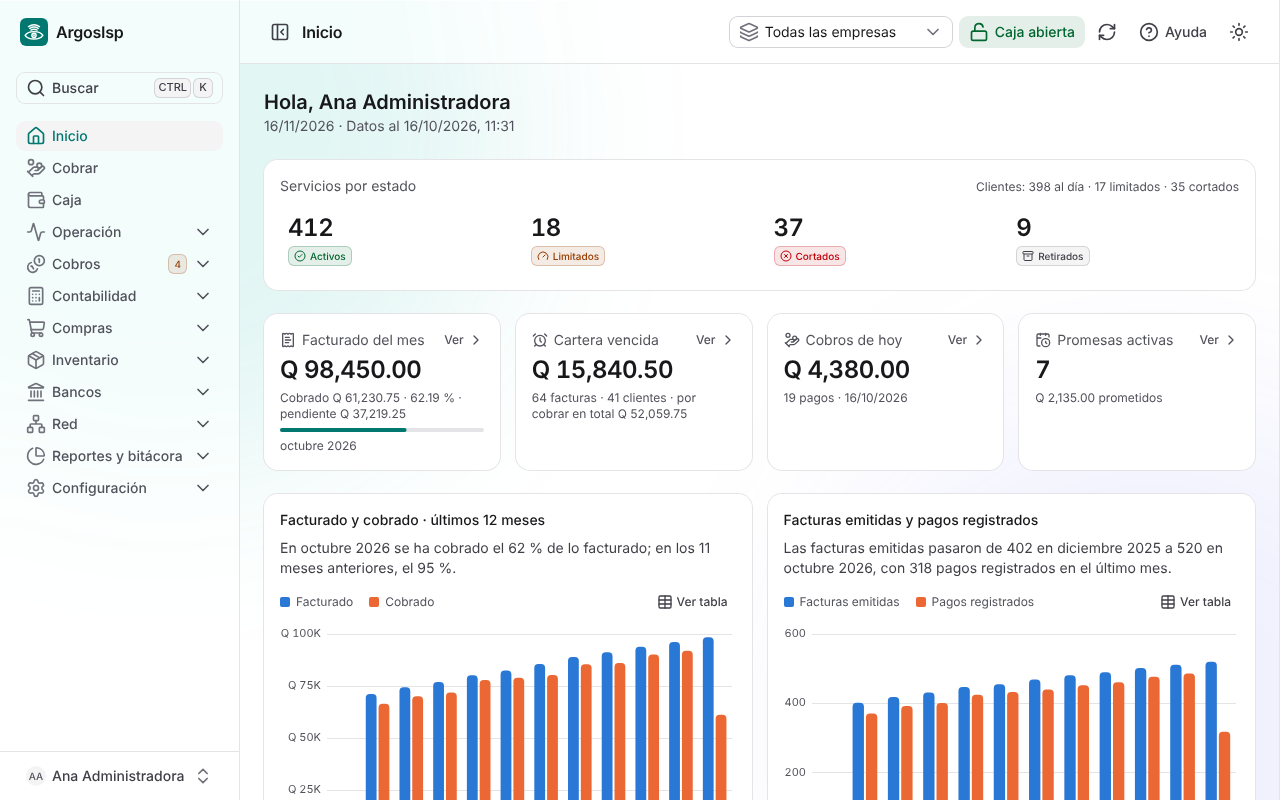 ArgosIsp
Inicio
Todas las empresas
Caja abierta
Ayuda
Buscar
CTRL K
Inicio
Cobrar
Caja
Operación
Cobros
4
Contabilidad
Compras
Inventario
Bancos
Red
Reportes y bitácora
Configuración
AA Ana Administradora
Hola, Ana Administradora
16/11/2026 · Datos al 16/10/2026, 11:31
Servicios por estado
Clientes: 398 al día · 17 limitados · 35 cortados
412
Activos
18
Limitados
37
Cortados
9
Retirados
Facturado del mes
Ver
Q 98,450.00
Cobrado Q 61,230.75 · 62.19 % ·
pendiente Q 37,219.25
octubre 2026
Cartera vencida
Ver
Q 15,840.50
64 facturas · 41 clientes · por
cobrar en total Q 52,059.75
Cobros de hoy
Ver
Q 4,380.00
19 pagos · 16/10/2026
Promesas activas
Ver
7
Q 2,135.00 prometidos
Facturado y cobrado · últimos 12 meses
En octubre 2026 se ha cobrado el 62 % de lo facturado; en los 11
meses anteriores, el 95 %.
Facturado
Cobrado
Ver tabla
Q 100K
Q 75K
Q 50K
Q 25K
Facturas emitidas y pagos registrados
Las facturas emitidas pasaron de 402 en diciembre 2025 a 520 en
octubre 2026, con 318 pagos registrados en el último mes.
Facturas emitidas
Pagos registrados
Ver tabla
600
400
200